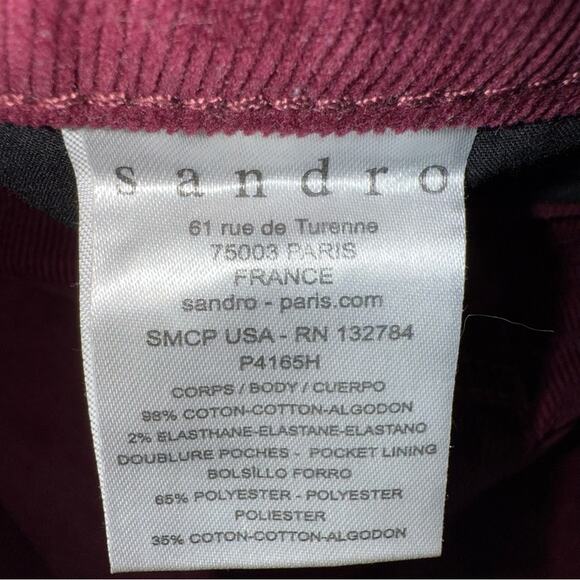 sandro
61 rue de Turenne
75003 PARIS
FRANCE
sandro - paris.com
SMCP USA - RN 132784
P4165H
CORPS / BODY / CUERPO
98% COTON-COTTON-ALGODON
2% ELASTHANE-ELASTANE-ELASTANO
DOUBLURE POCHES - POCKET LINING
BOLSILLO FORRO
65% POLYESTER - POLYESTER
POLIESTER
35% COTON-COTTON-ALGODON